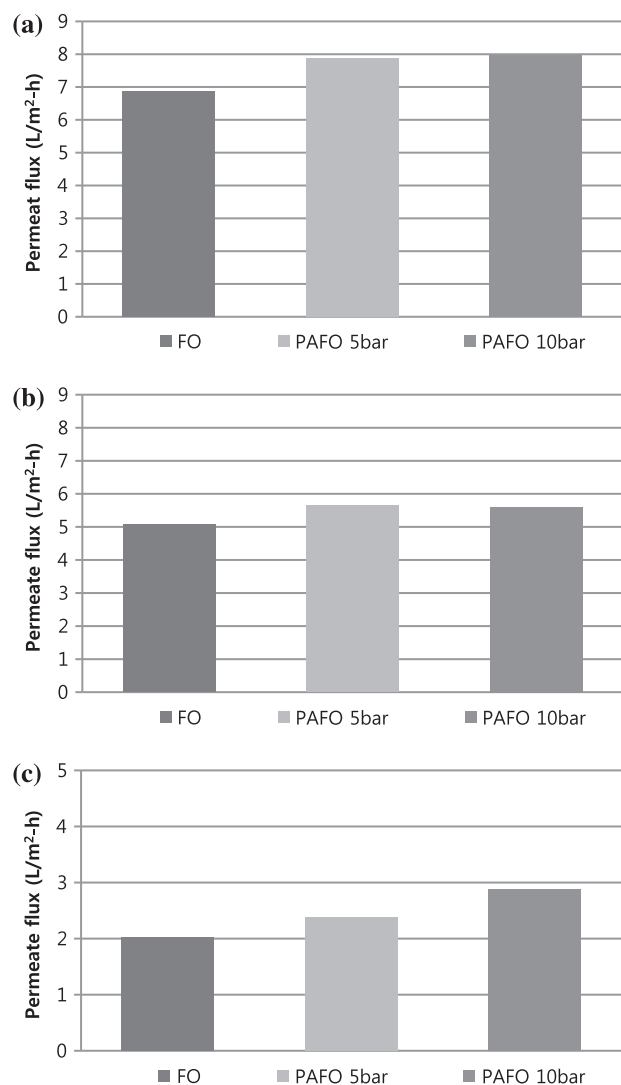 (a)
Permeat flux (L/m²-h)
9
8
7
6
5
4
3
2
1
0
FO PAFO 5bar PAFO 10bar
(b)
Permeate flux (L/m²-h)
9
8
7
6
5
4
3
2
1
0
FO PAFO 5bar PAFO 10bar
(c)
Permeate flux (L/m²-h)
5
4
3
2
1
0
FO PAFO 5bar PAFO 10bar